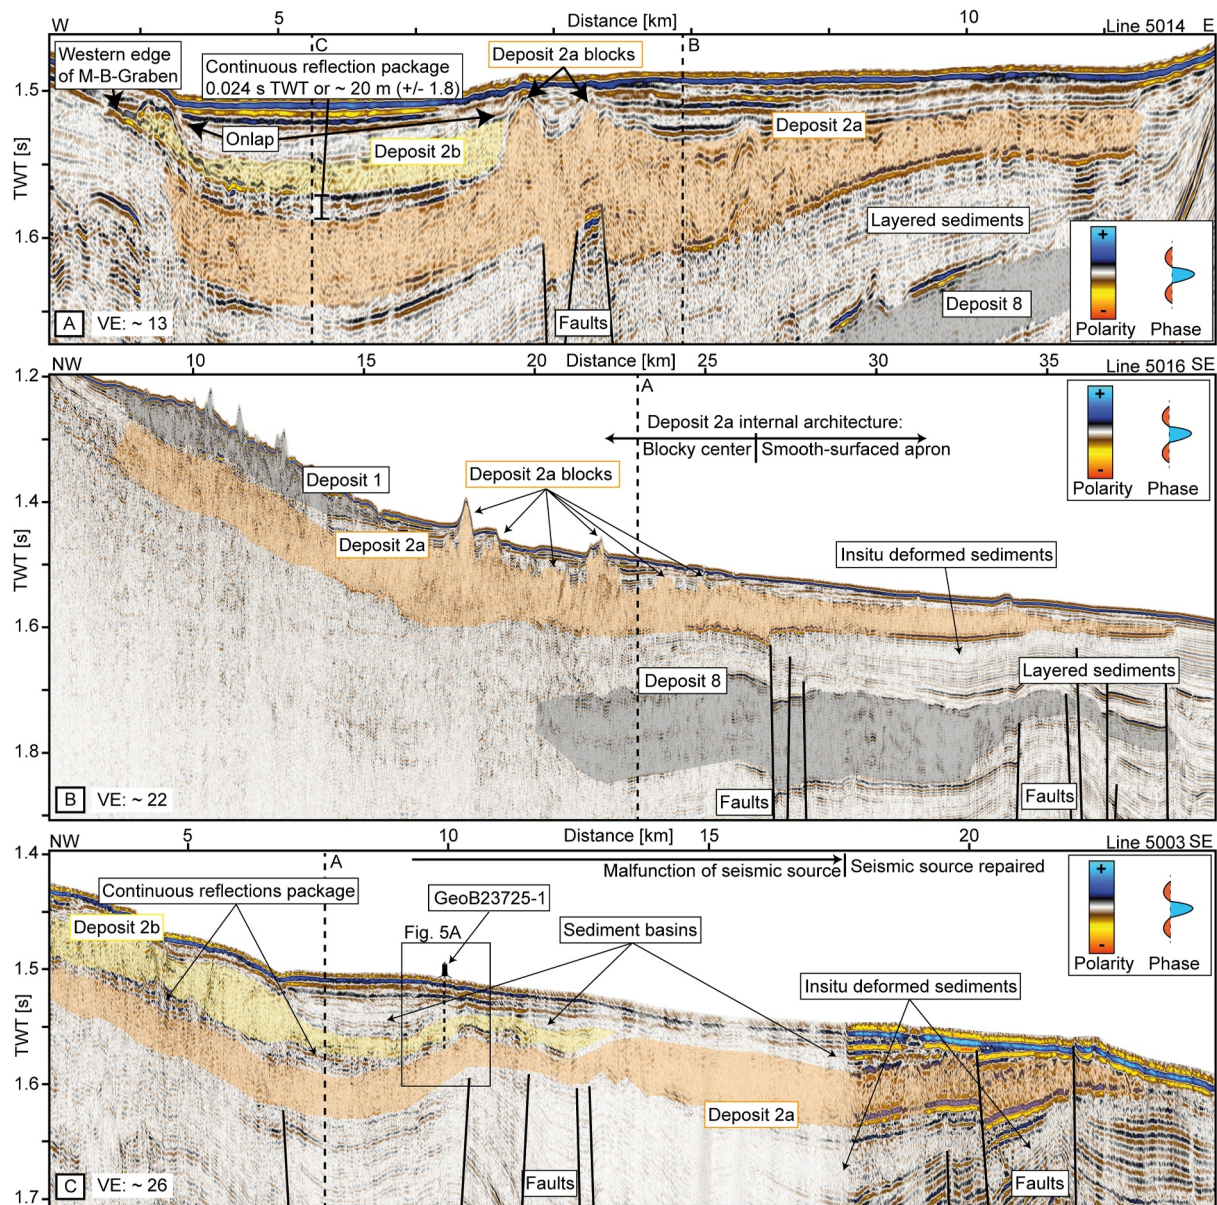 W 5 Distance [km] 10 Line 5014 E
C B
Western edge
of M-B-Graben
Continuous reflection package
0.024 s TWT or ~ 20 m (+/- 1.8)
Deposit 2a blocks
1.5
Onlap
Deposit 2b
Deposit 2a
TWT [s]
Layered sediments
1.6
+
-
Polarity Phase
Deposit 8
Faults
A VE: ~ 13
NW 10 15 20 Distance [km] 25 30 35 Line 5016 SE
1.2
A
Deposit 2a internal architecture:
Blocky center Smooth-surfaced apron
+
-
Polarity Phase
Deposit 1
Deposit 2a blocks
1.4
Deposit 2a
Insitu deformed sediments
TWT [s]
1.6
Deposit 8
Layered sediments
1.8
Faults
Faults
B VE: ~ 22
NW 5 10 Distance [km] 15 20 Line 5003 SE
1.4
A
Malfunction of seismic source Seismic source repaired
Continuous reflections package
GeoB23725-1
+
-
Polarity Phase
Deposit 2b
Fig. 5A
Sediment basins
1.5
Insitu deformed sediments
TWT [s]
1.6
Deposit 2a
Faults
Faults
C VE: ~ 26
1.7